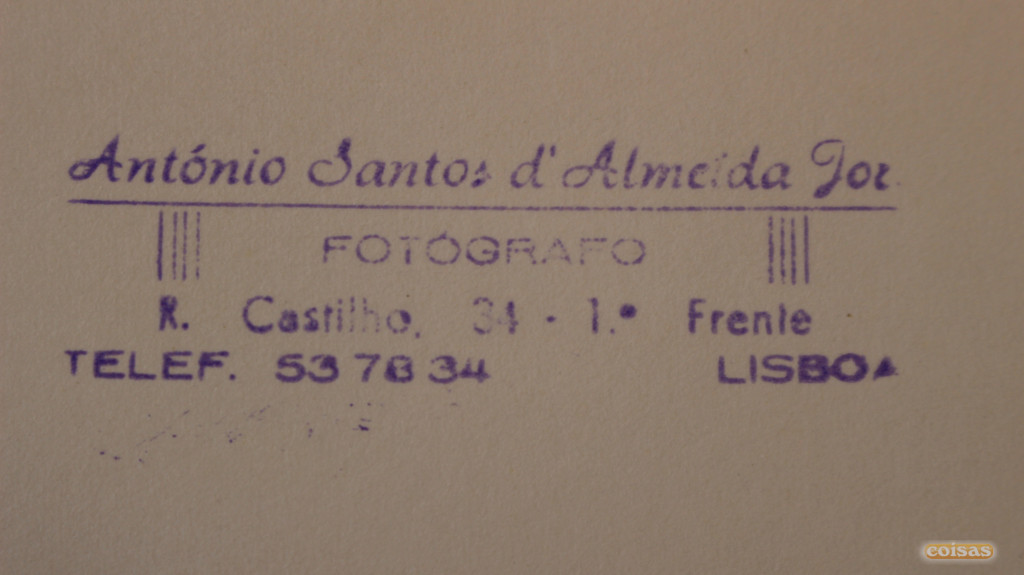 António Santos d'Almeida Jor.
FOTÓGRAFO
R. Castilho, 34 - 1.º Frente
TELEF. 53 78 34 LISBOA
coisas